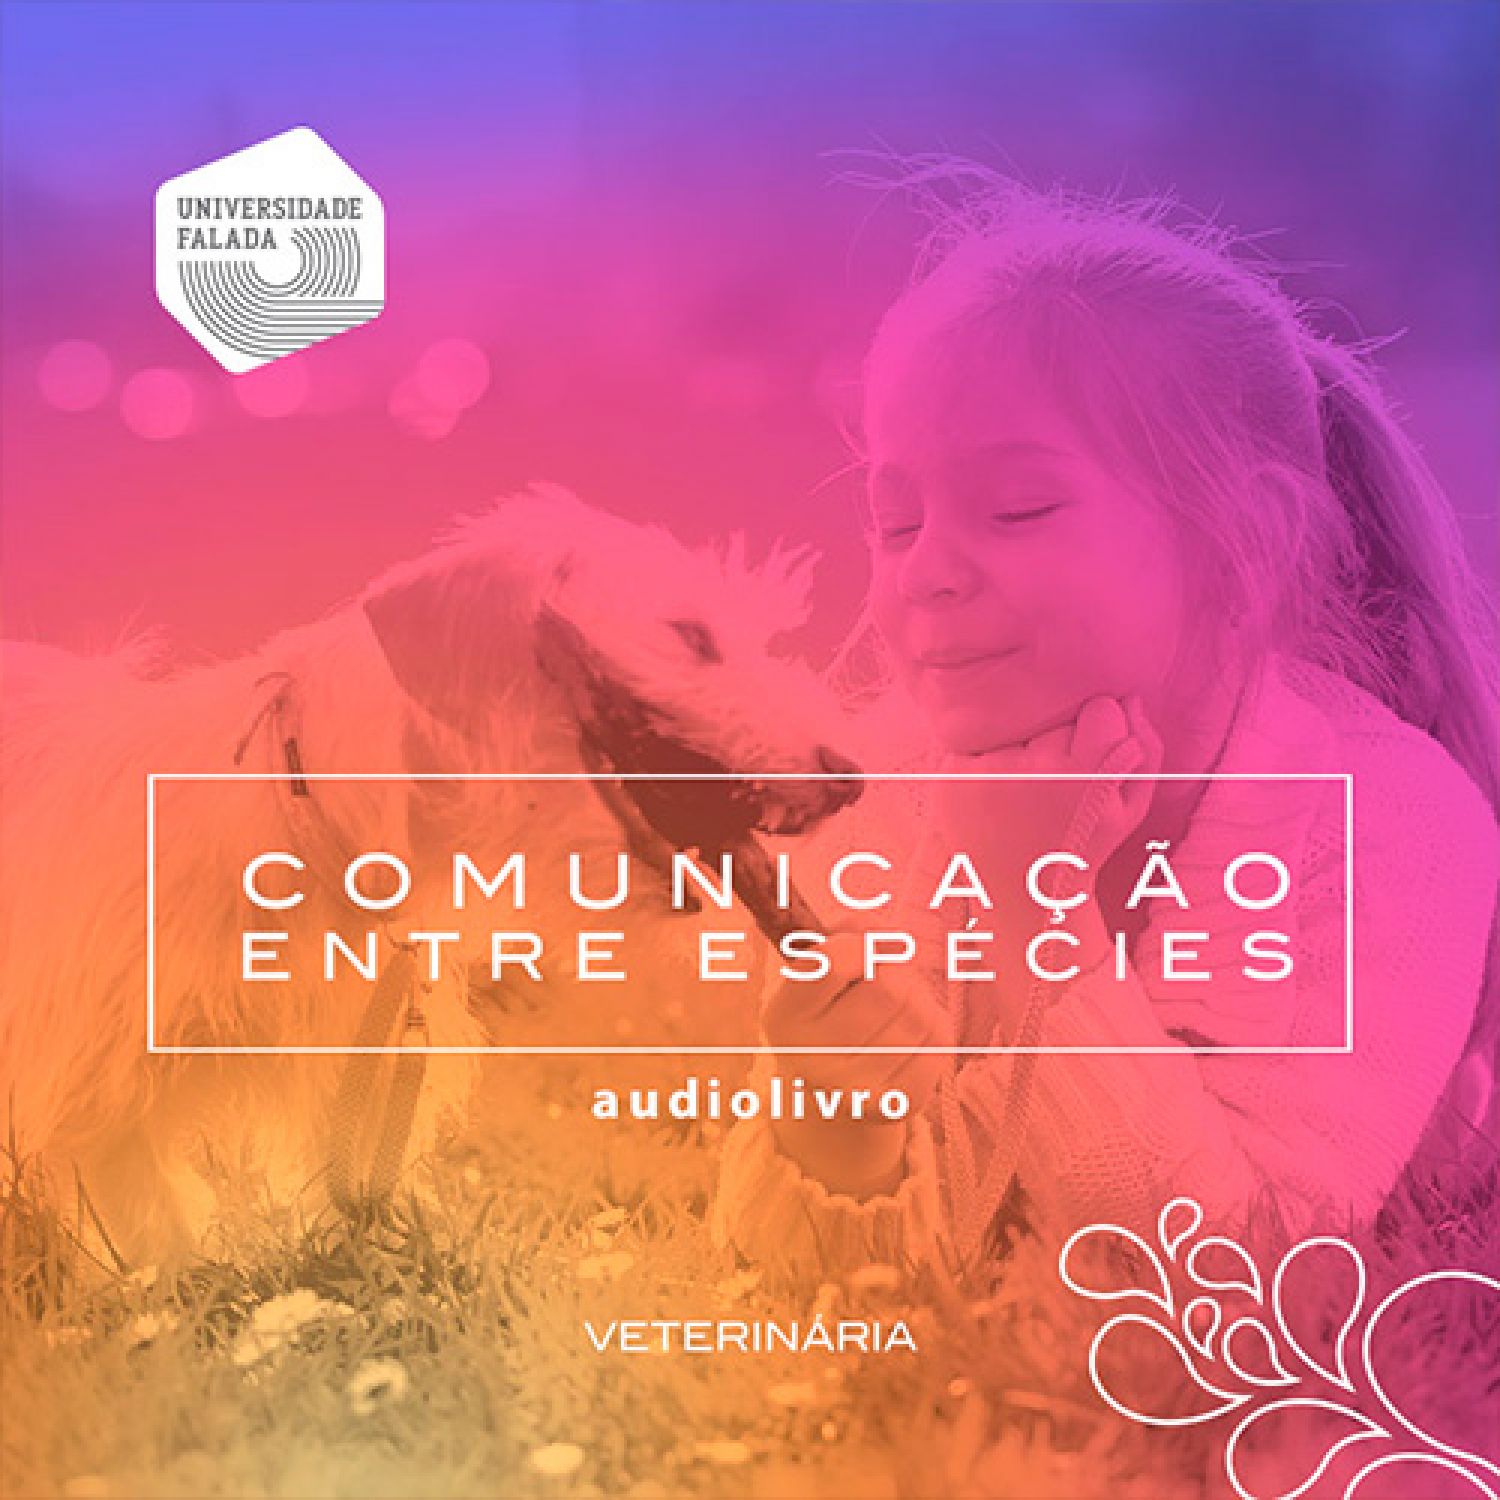 UNIVERSIDADE
FALADA
COMUNICAÇÃO
ENTRE ESPÉCIES
audiolivro
VETERINÁRIA